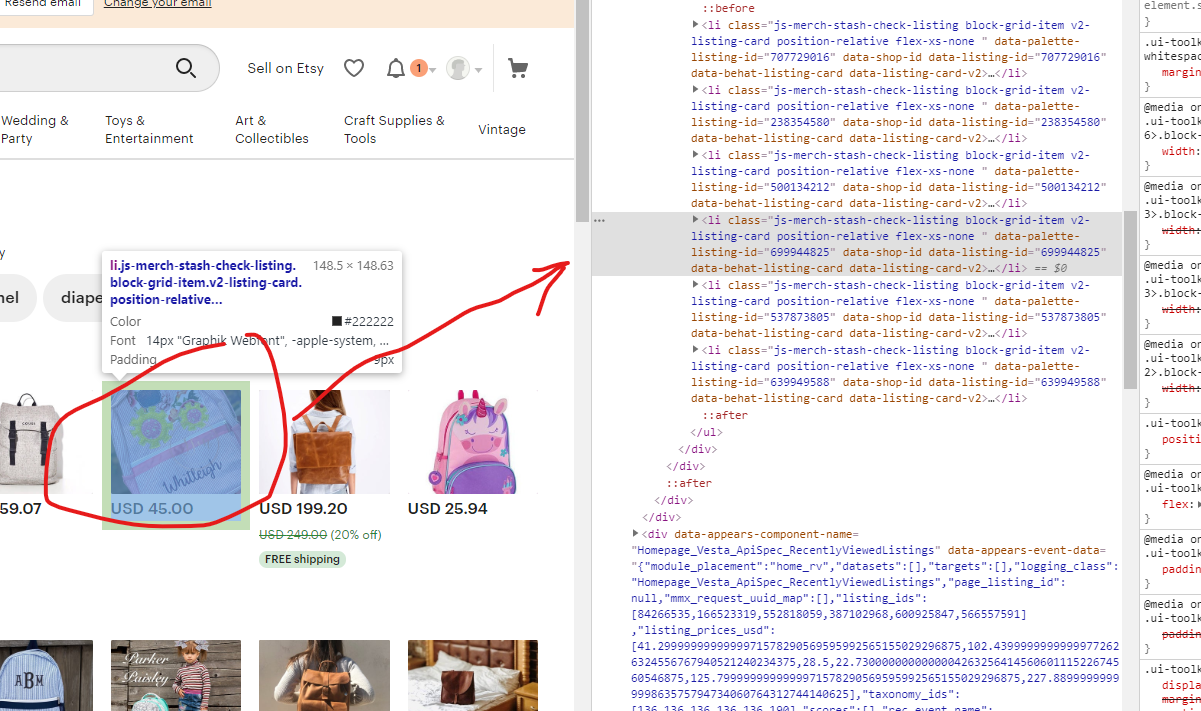 Resend email
Change your email
Sell on Etsy
1
Wedding &
Party
Toys &
Entertainment
Art &
Collectibles
Craft Supplies &
Tools
Vintage
y
nel
diape
li.js-merch-stash-check-listing.
block-grid-item.v2-listing-card.
position-relative...
148.5 × 148.63
Color
#222222
Font
14px "Graphik Webfont", -apple-system, ...
Padding
9px
Whitleigh
59.07
USD 45.00
USD 199.20
USD 249.00 (20% off)
FREE shipping
USD 25.94
ABM
Parker
Paisley
::before
<li class="js-merch-stash-check-listing block-grid-item v2-
listing-card position-relative flex-xs-none " data-palette-
listing-id="707729016" data-shop-id data-listing-id="707729016"
data-behat-listing-card data-listing-card-v2>…</li>
<li class="js-merch-stash-check-listing block-grid-item v2-
listing-card position-relative flex-xs-none " data-palette-
listing-id="238354580" data-shop-id data-listing-id="238354580"
data-behat-listing-card data-listing-card-v2>…</li>
<li class="js-merch-stash-check-listing block-grid-item v2-
listing-card position-relative flex-xs-none " data-palette-
listing-id="500134212" data-shop-id data-listing-id="500134212"
data-behat-listing-card data-listing-card-v2>…</li>
<li class="js-merch-stash-check-listing block-grid-item v2-
listing-card position-relative flex-xs-none " data-palette-
listing-id="699944825" data-shop-id data-listing-id="699944825"
data-behat-listing-card data-listing-card-v2>…</li> == $0
<li class="js-merch-stash-check-listing block-grid-item v2-
listing-card position-relative flex-xs-none " data-palette-
listing-id="537873805" data-shop-id data-listing-id="537873805"
data-behat-listing-card data-listing-card-v2>…</li>
<li class="js-merch-stash-check-listing block-grid-item v2-
listing-card position-relative flex-xs-none " data-palette-
listing-id="639949588" data-shop-id data-listing-id="639949588"
data-behat-listing-card data-listing-card-v2>…</li>
::after
</ul>
</div>
</div>
::after
</div>
</div>
<div data-appears-component-name=
"Homepage_Vesta_ApiSpec_RecentlyViewedListings" data-appears-event-data=
"{"module_placement":"home_rv","datasets":[],"targets":[],"logging_class":
"Homepage_Vesta_ApiSpec_RecentlyViewedListings","page_listing_id":
null,"mmx_request_uuid_map":[],"listing_ids":
[84266535,166523319,552818059,387102968,600925847,566557591]
,"listing_prices_usd":
[41.2999999999999971578290569595992565155029296875,102.4399999999999977262
632455676794052124023437​5,28.5,22.730000000000000426325641456060111522674
560546875,125.7999999999999971578290569595992565155029296875,227.8899999999
99986357579473406076431274414​0625],"taxonomy_ids":
[136,136,136,136,136,190],"scores":[],"rec_event_name":
element.s
}
.ui-toolk
whitespac
margin
}
@media on
.ui-toolk
6>.block-
width:
}
@media on
.ui-toolk
3>.block-
width:
}
@media on
.ui-toolk
3>.block-
width:
}
@media on
.ui-toolk
2>.block-
width:
}
.ui-toolk
positi
}
@media on
.ui-toolk
flex:
}
@media on
.ui-toolk
paddin
}
@media on
.ui-toolk
paddin
}
.ui-toolk
displa
margin